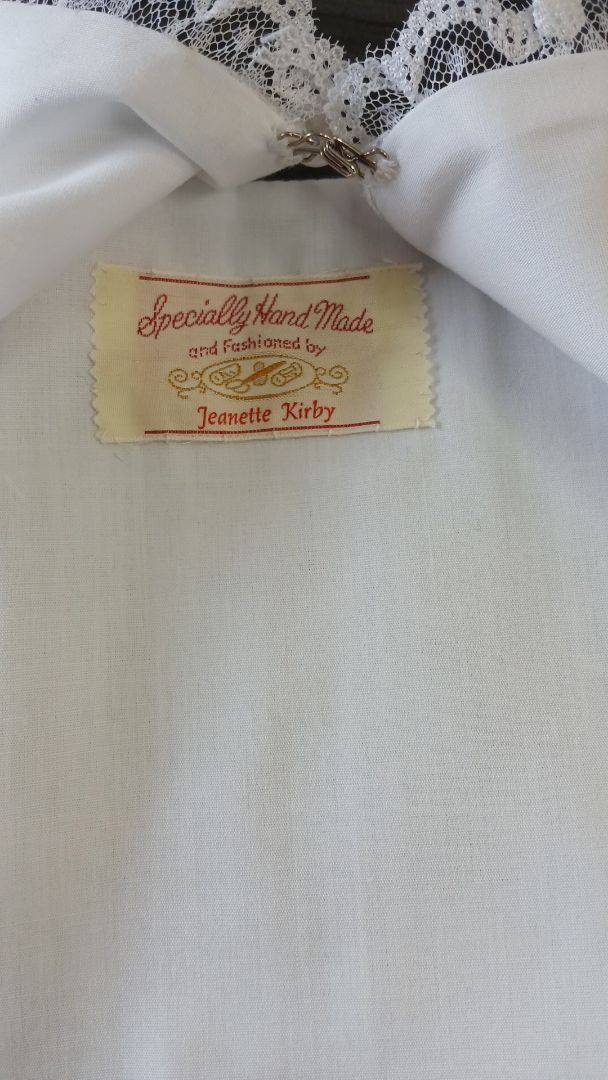 Specially Hand Made
and Fashioned by
Jeanette Kirby